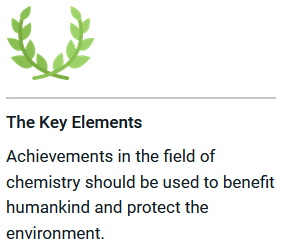 The Key Elements
Achievements in the field of
chemistry should be used to benefit
humankind and protect the
environment.